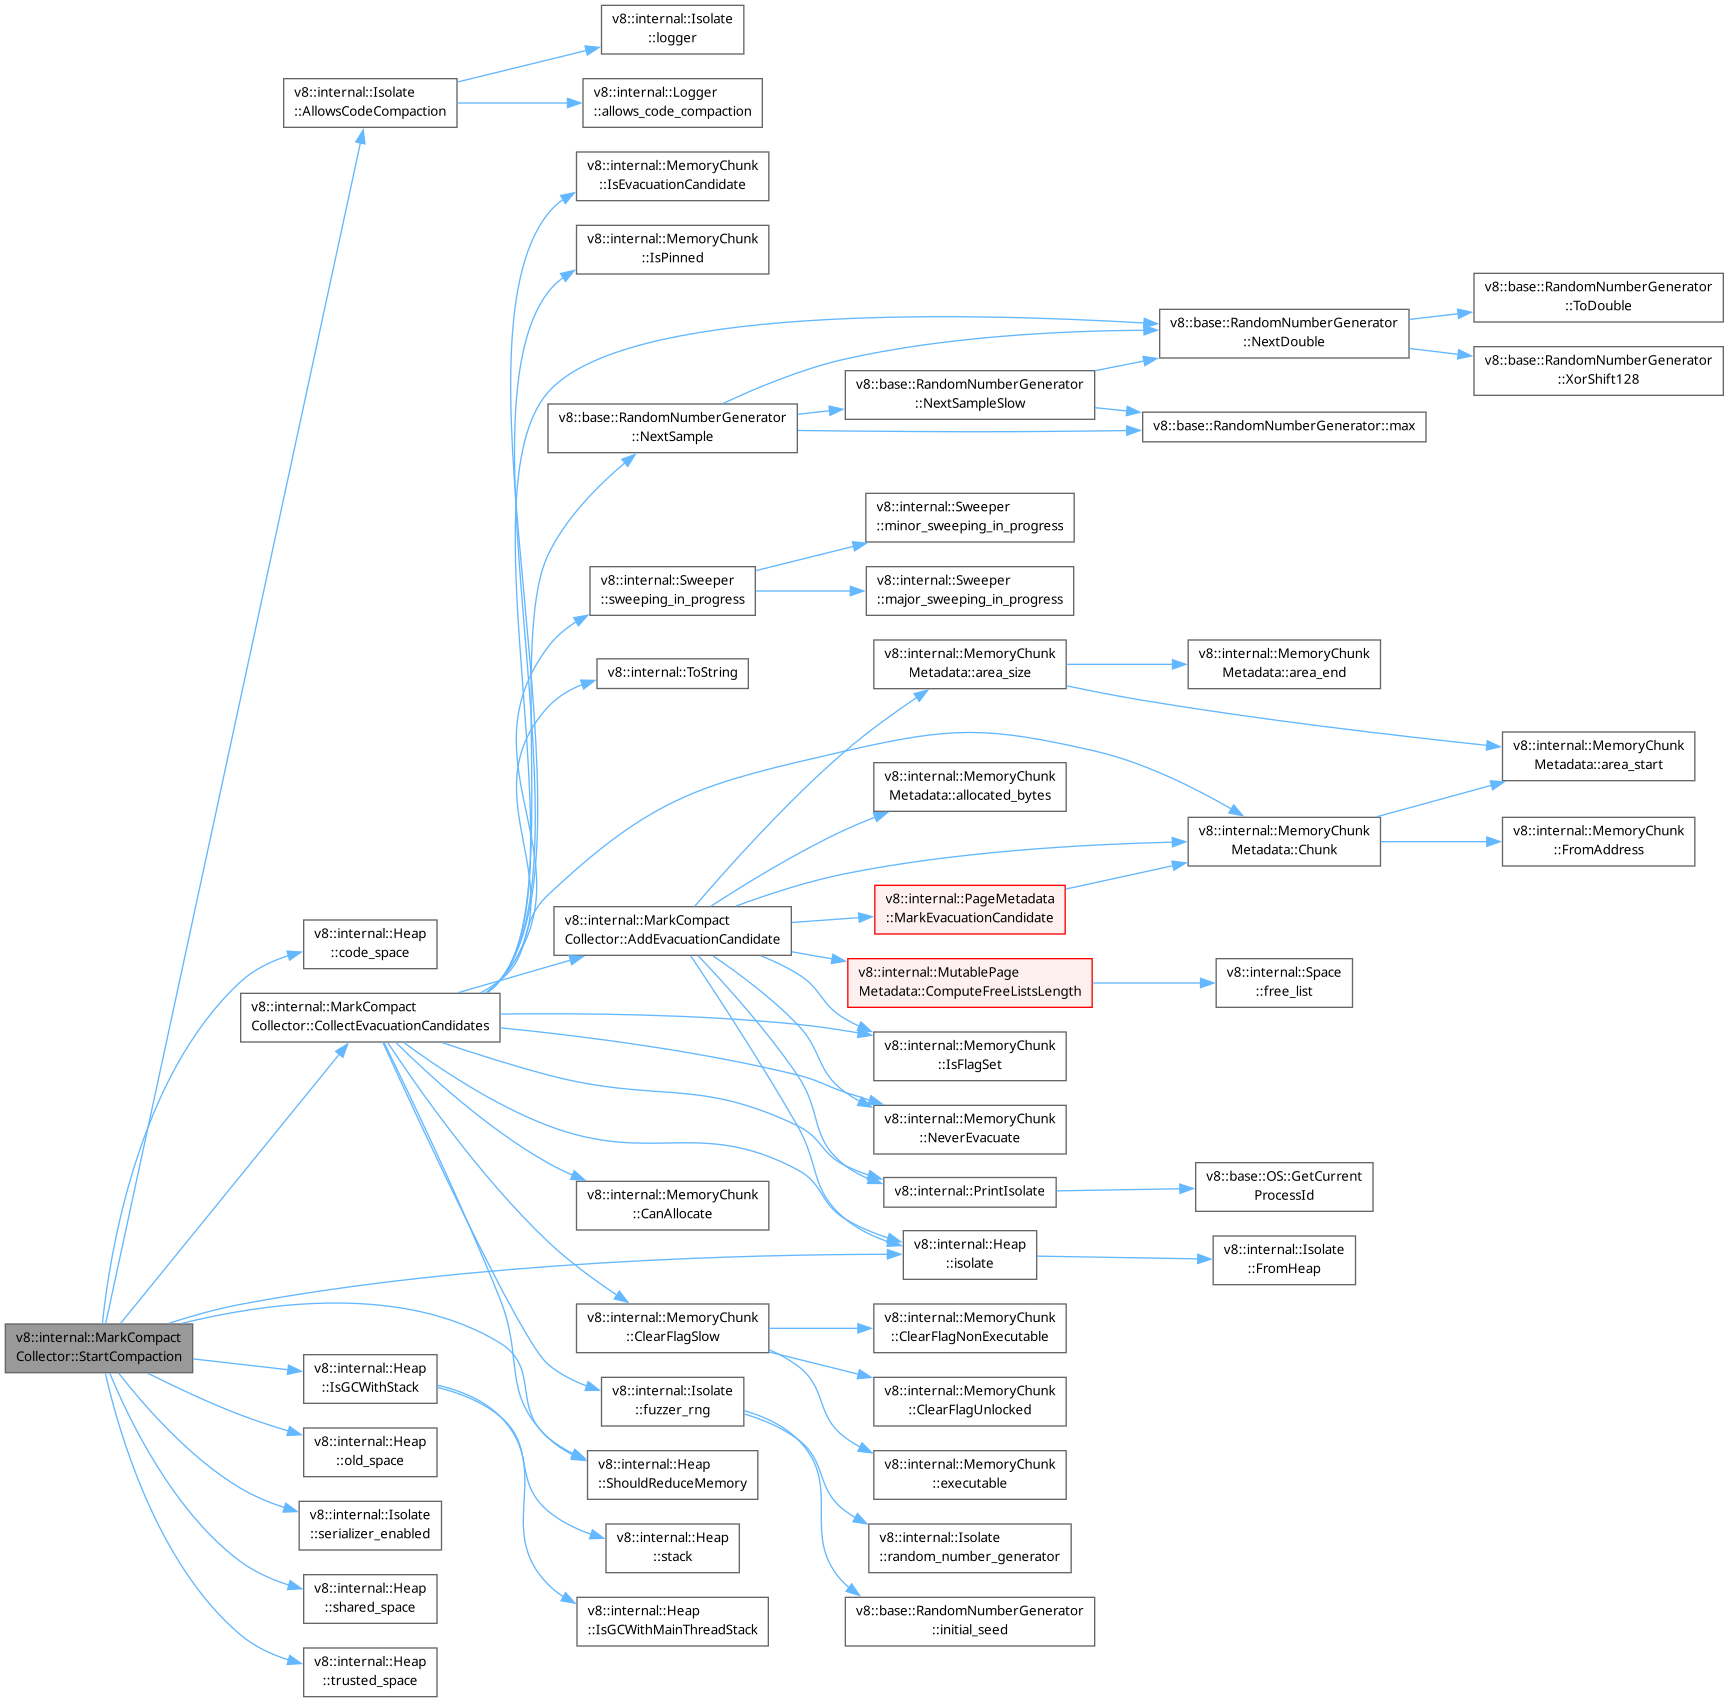 v8::internal::Isolate
::logger
v8::internal::Isolate
::AllowsCodeCompaction
v8::internal::Logger
::allows_code_compaction
v8::internal::MemoryChunk
::IsEvacuationCandidate
v8::internal::MemoryChunk
::IsPinned
v8::base::RandomNumberGenerator
::ToDouble
v8::base::RandomNumberGenerator
::NextDouble
v8::base::RandomNumberGenerator
::XorShift128
v8::base::RandomNumberGenerator
::NextSampleSlow
v8::base::RandomNumberGenerator
::NextSample
v8::base::RandomNumberGenerator::max
v8::internal::Sweeper
::minor_sweeping_in_progress
v8::internal::Sweeper
::sweeping_in_progress
v8::internal::Sweeper
::major_sweeping_in_progress
v8::internal::MemoryChunk
Metadata::area_size
v8::internal::MemoryChunk
Metadata::area_end
v8::internal::ToString
v8::internal::MemoryChunk
Metadata::area_start
v8::internal::MemoryChunk
Metadata::allocated_bytes
v8::internal::MemoryChunk
Metadata::Chunk
v8::internal::MemoryChunk
::FromAddress
v8::internal::PageMetadata
::MarkEvacuationCandidate
v8::internal::MarkCompact
Collector::AddEvacuationCandidate
v8::internal::Heap
::code_space
v8::internal::MutablePage
Metadata::ComputeFreeListsLength
v8::internal::Space
::free_list
v8::internal::MarkCompact
Collector::CollectEvacuationCandidates
v8::internal::MemoryChunk
::IsFlagSet
v8::internal::MemoryChunk
::NeverEvacuate
v8::internal::MemoryChunk
::CanAllocate
v8::internal::PrintIsolate
v8::base::OS::GetCurrent
ProcessId
v8::internal::Heap
::isolate
v8::internal::Isolate
::FromHeap
v8::internal::MemoryChunk
::ClearFlagSlow
v8::internal::MemoryChunk
::ClearFlagNonExecutable
v8::internal::MarkCompact
Collector::StartCompaction
v8::internal::Heap
::IsGCWithStack
v8::internal::Isolate
::fuzzer_rng
v8::internal::MemoryChunk
::ClearFlagUnlocked
v8::internal::Heap
::old_space
v8::internal::Heap
::ShouldReduceMemory
v8::internal::MemoryChunk
::executable
v8::internal::Isolate
::serializer_enabled
v8::internal::Heap
::stack
v8::internal::Isolate
::random_number_generator
v8::internal::Heap
::shared_space
v8::internal::Heap
::IsGCWithMainThreadStack
v8::base::RandomNumberGenerator
::initial_seed
v8::internal::Heap
::trusted_space